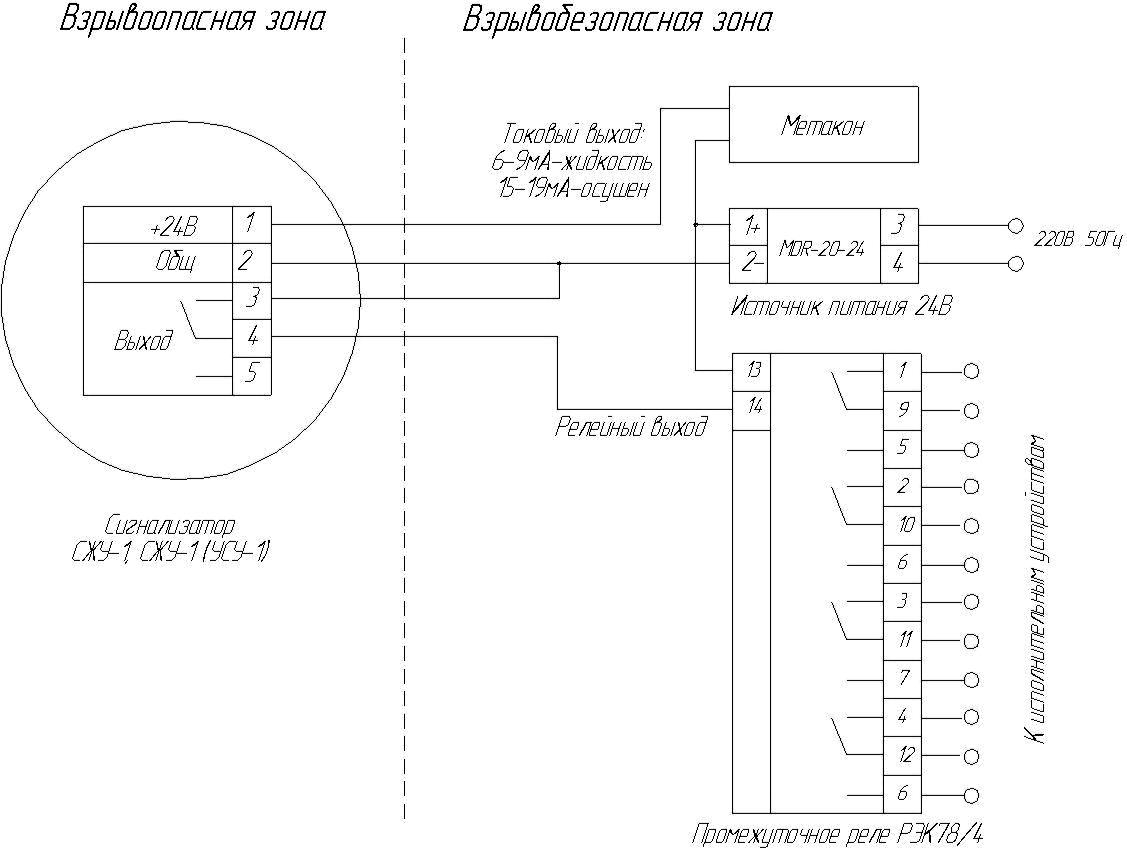 Взрывоопасная зона
Взрывобезопасная зона
Токовый выход:
6-9мА-жидкость
15-19мА-осушен
Метакон
+24В 1
Общ 2
3
Выход 4
5
1+ MDR-20-24 3
2- 4
220В 50Гц
Источник питания 24В
Релейный выход
13
14
1
9
5
2
10
6
3
11
7
4
12
6
К исполнительным устройствам
Сигнализатор
СЖУ-1, СЖУ-1 (УСУ-1)
Промежуточное реле РЭК78/4